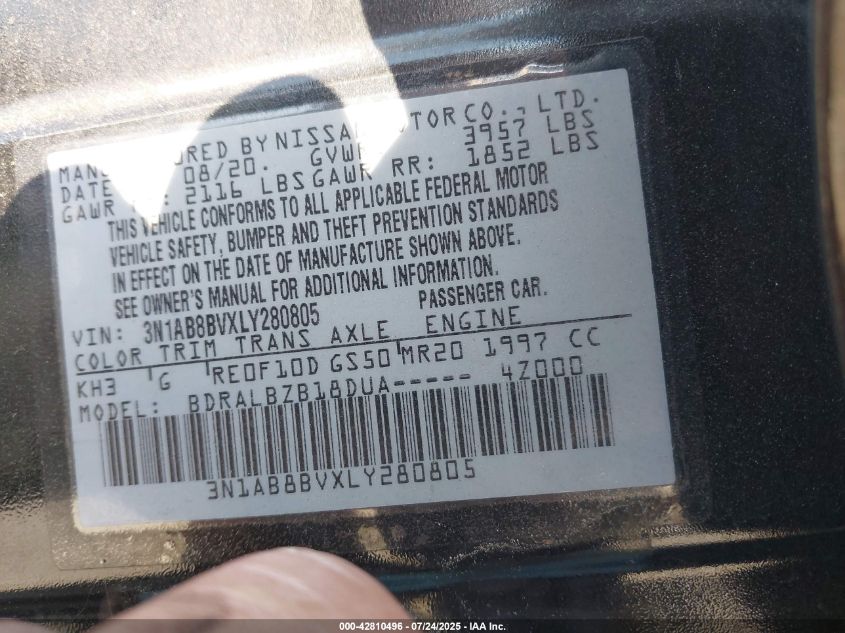 MANU URED BY NISSA OTOR CO., LTD.
DATE 08/20. GVW 3957 LBS
GAWR 2116 LBS GAWR RR: 1852 LBS
THIS VEHICLE CONFORMS TO ALL APPLICABLE FEDERAL MOTOR
VEHICLE SAFETY, BUMPER AND THEFT PREVENTION STANDARDS
IN EFFECT ON THE DATE OF MANUFACTURE SHOWN ABOVE.
SEE OWNER'S MANUAL FOR ADDITIONAL INFORMATION.
VIN: 3N1AB8BVXLY280805 PASSENGER CAR.
COLOR TRIM TRANS AXLE ENGINE
KH3 G RE0F10D GS50 MR20 1997 CC
MODEL: BDRALBZB18DUA----- 4Z000
3N1AB8BVXLY280805
000-42810496 - 07/24/2025 - IAA Inc.